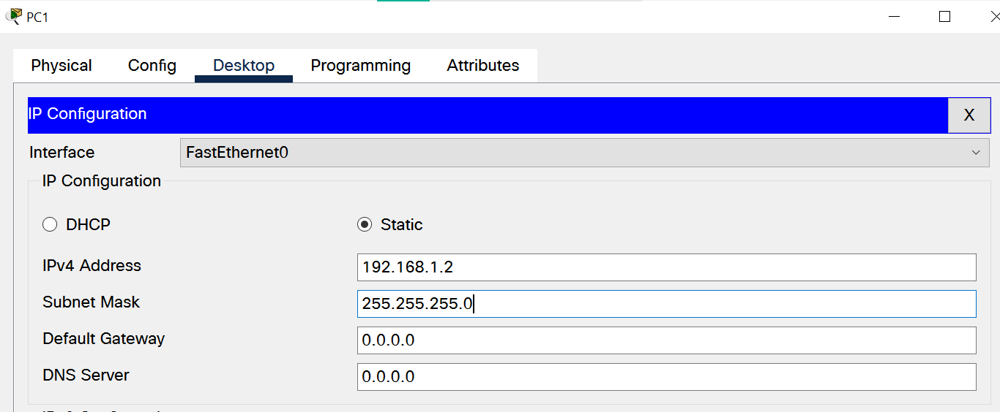 PC1
Physical Config Desktop Programming Attributes
IP Configuration X
Interface FastEthernet0
IP Configuration
DHCP Static
IPv4 Address 192.168.1.2
Subnet Mask 255.255.255.0
Default Gateway 0.0.0.0
DNS Server 0.0.0.0